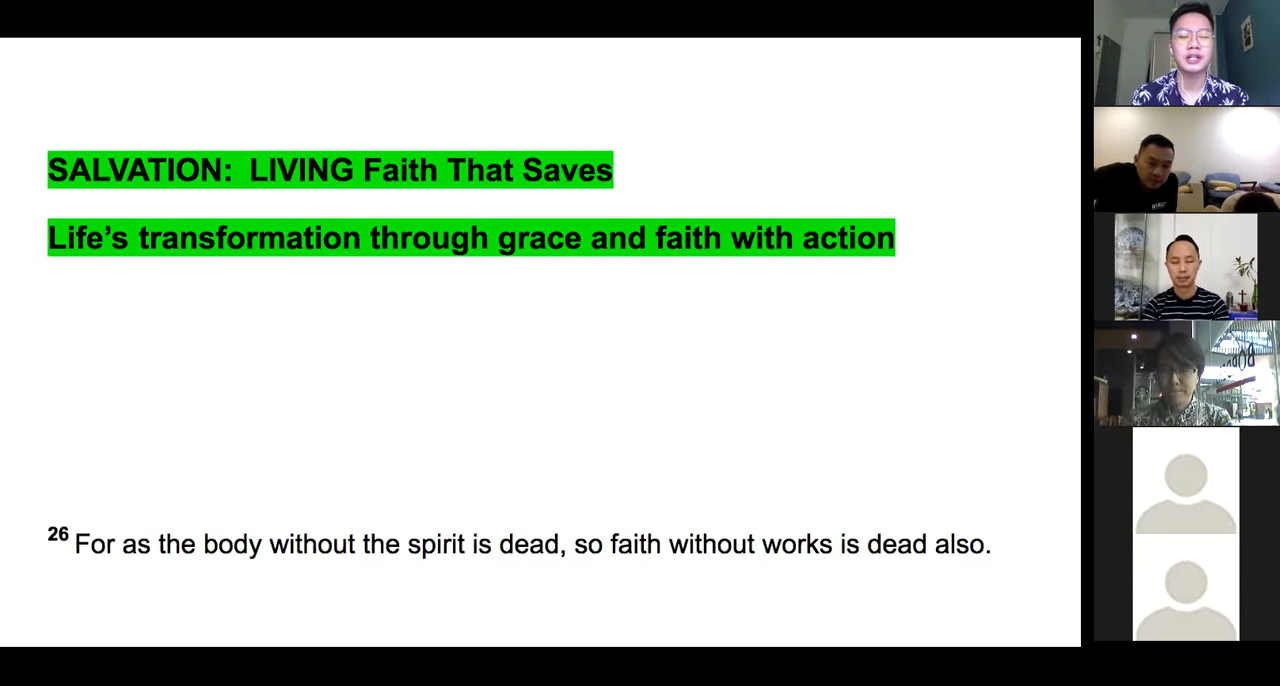 SALVATION:  LIVING Faith That Saves
Life's transformation through grace and faith with action
26 For as the body without the spirit is dead, so faith without works is dead also.